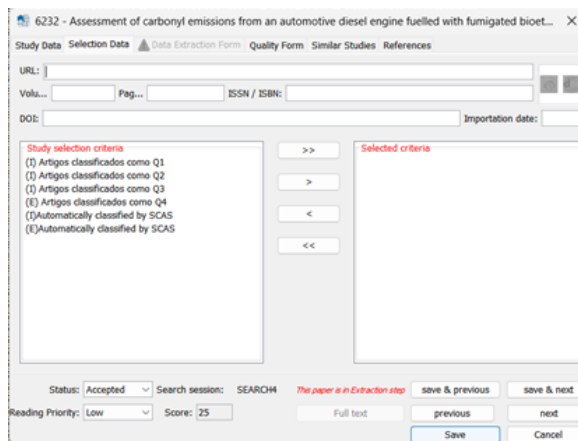 6232 - Assessment of carbonyl emissions from an automotive diesel engine fuelled with fumigated bioet...
Study Data Selection Data Data Extraction Form Quality Form Similar Studies References
URL:
Volu... Pag... ISSN / ISBN:
DOI: Importation date:
Study selection criteria
(I) Artigos classificados como Q1
(I) Artigos classificados como Q2
(I) Artigos classificados como Q3
(E) Artigos classificados como Q4
(I)Automatically classified by SCAS
(E)Automatically classified by SCAS
>>
>
<
<<
Selected criteria
Status: Accepted Search session: SEARCH4 This paper is in Extraction step save & previous save & next
Reading Priority: Low Score: 25 Full text previous next
Save Cancel